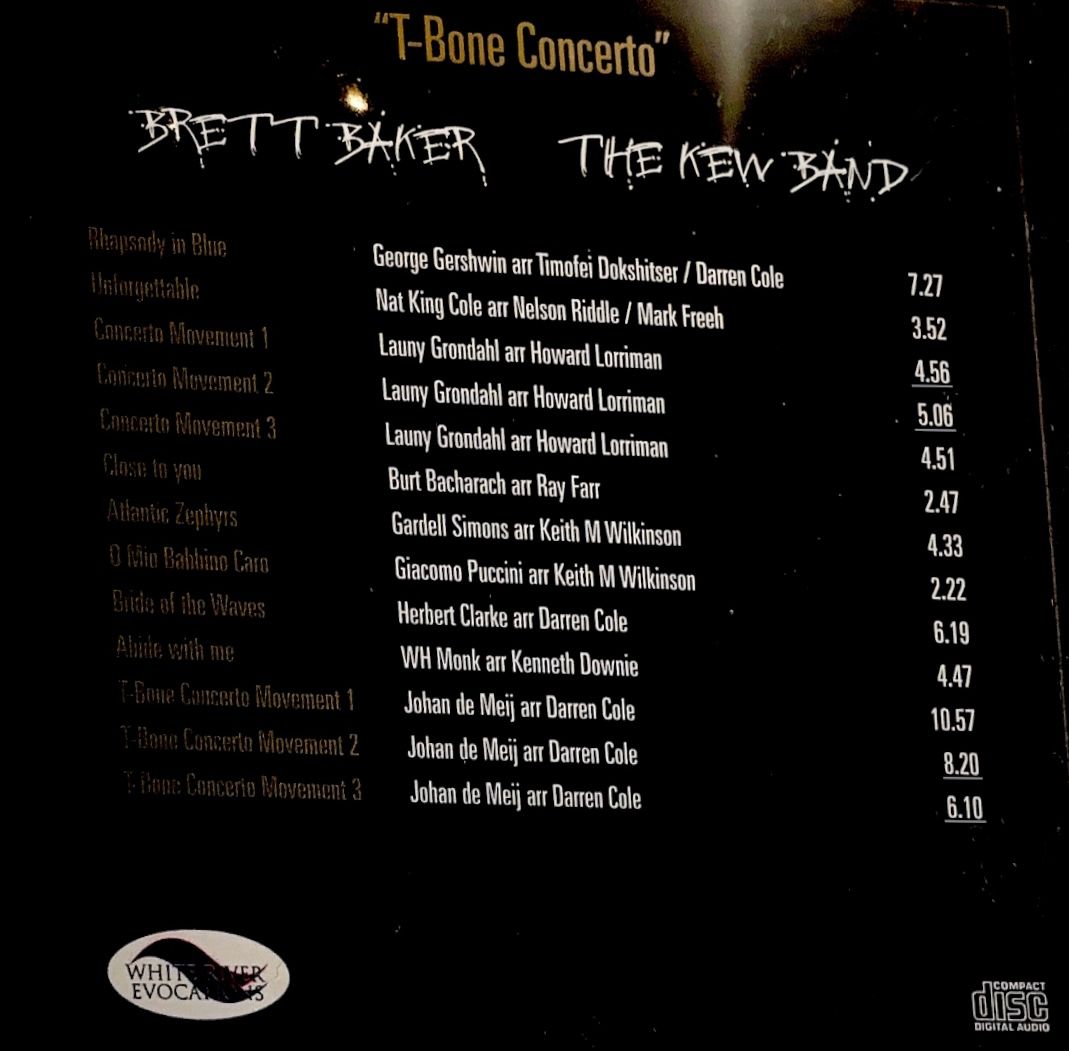 "T-Bone Concerto"
BRETT BAKER THE KEW BAND
Rhapsody in Blue George Gershwin arr Timofei Dokshitser / Darren Cole 7.27
Unforgettable Nat King Cole arr Nelson Riddle / Mark Freeh 3.52
Concerto Movement 1 Launy Grondahl arr Howard Lorriman 4.56
Concerto Movement 2 Launy Grondahl arr Howard Lorriman 5.06
Concerto Movement 3 Launy Grondahl arr Howard Lorriman 4.51
Close to you Burt Bacharach arr Ray Farr 2.47
Atlantic Zephyrs Gardell Simons arr Keith M Wilkinson 4.33
O Mio Babbino Caro Giacomo Puccini arr Keith M Wilkinson 2.22
Bride of the Waves Herbert Clarke arr Darren Cole 6.19
Abide with me WH Monk arr Kenneth Downie 4.47
T-Bone Concerto Movement 1 Johan de Meij arr Darren Cole 10.57
T-Bone Concerto Movement 2 Johan de Meij arr Darren Cole 8.20
T-Bone Concerto Movement 3 Johan de Meij arr Darren Cole 6.10
WHITE RIVER
EVOCATIONS
COMPACT
disc
DIGITAL AUDIO